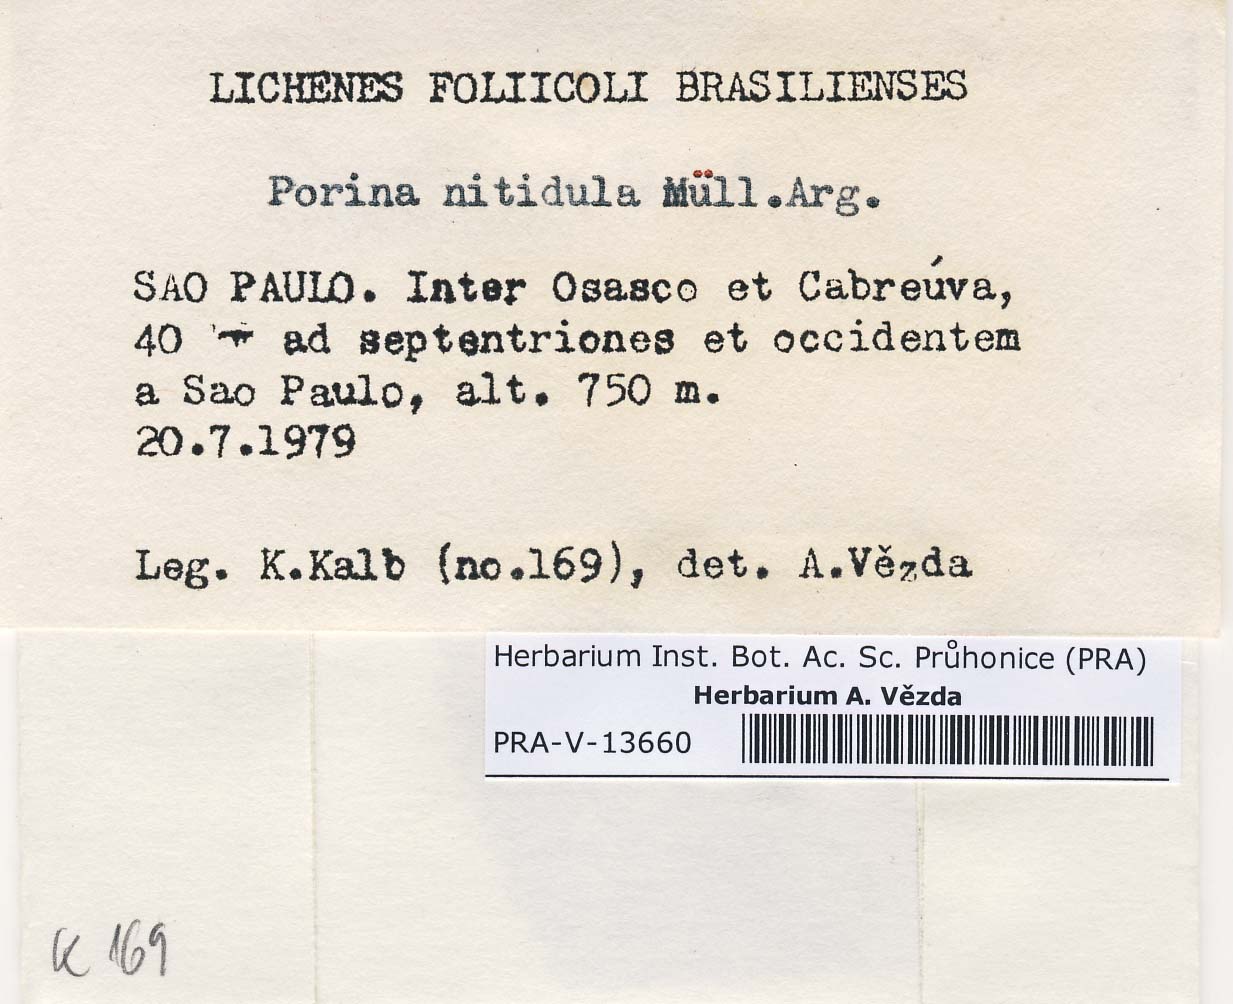 LICHENES FOLIICOLI BRASILIENSES
Porina nitidula Müll.Arg.
SAO PAULO. Inter Osasco et Cabreúva,
40 ad septentriones et occidentem
a Sao Paulo, alt. 750 m.
20.7.1979
Leg. K.Kalb (no.169), det. A.Vězda
Herbarium Inst. Bot. Ac. Sc. Průhonice (PRA)
Herbarium A. Vězda
PRA-V-13660
K 169